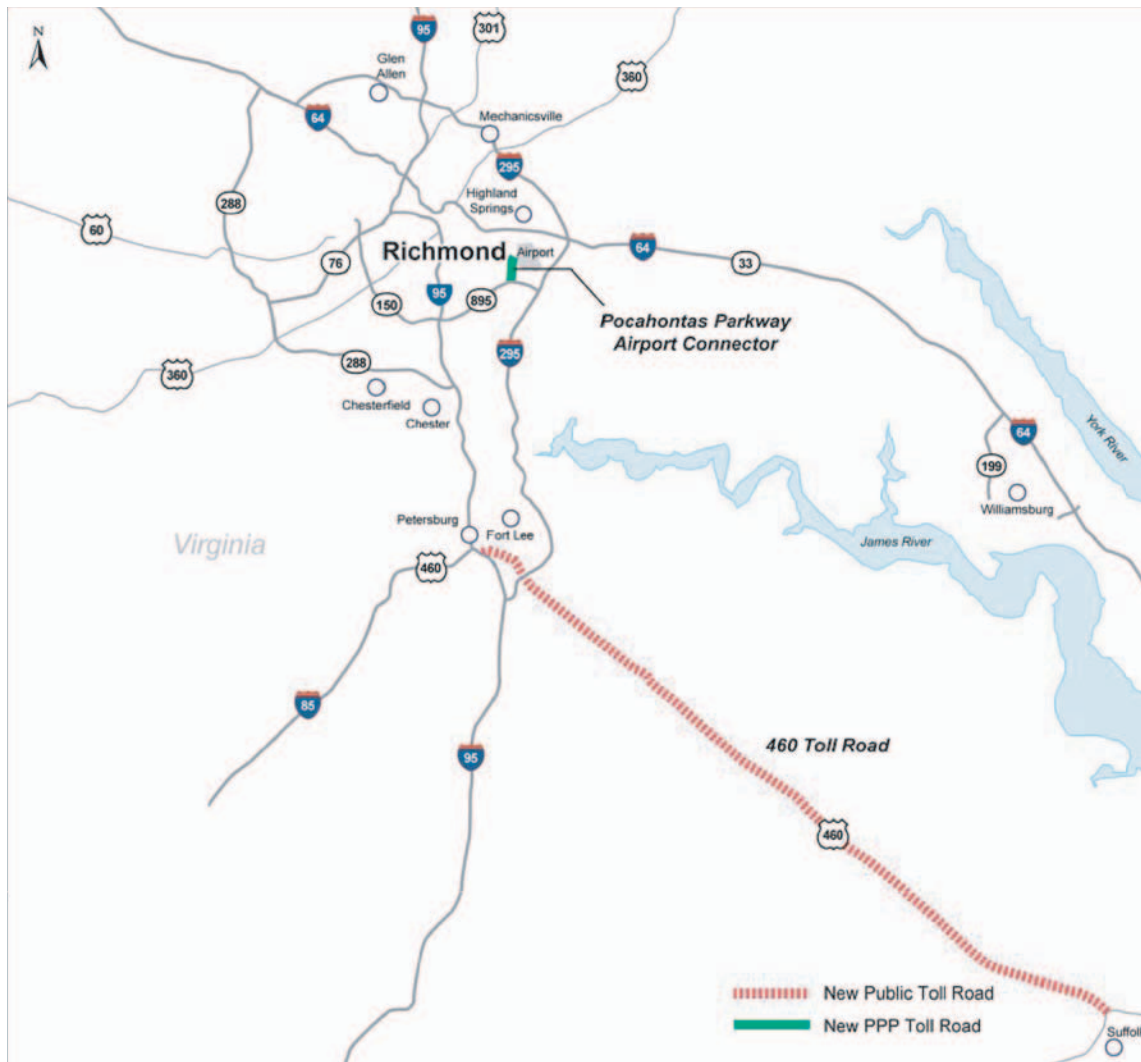 N
95
301
Glen
Allen
360
64
Mechanicsville
295
288
Highland
Springs
60
Richmond
Airport
76
64
33
150
95
895
Pocahontas Parkway
Airport Connector
360
288
295
Chesterfield
Chester
York River
64
199
Williamsburg
Petersburg
Fort Lee
Virginia
James River
460
85
95
460 Toll Road
460
New Public Toll Road
New PPP Toll Road
Suffol